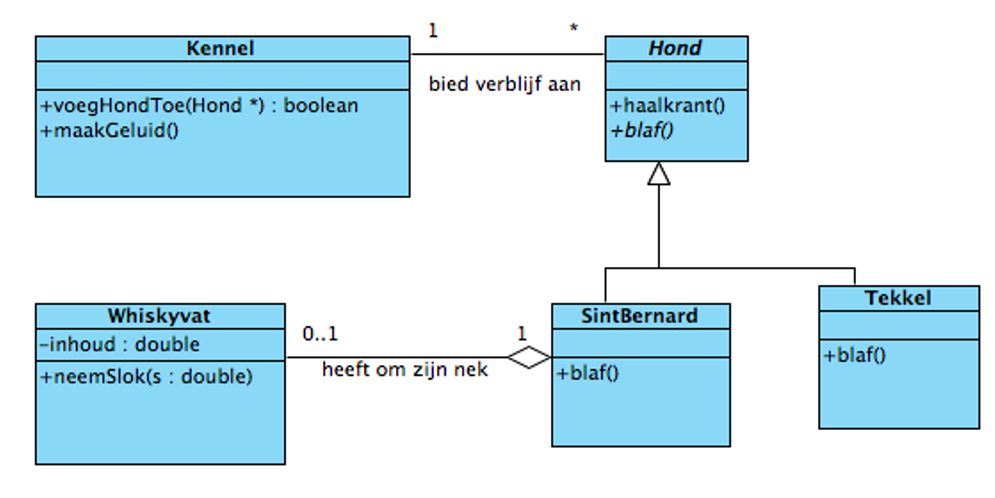 Kennel
+voegHondToe(Hond *) : boolean
+maakGeluid()
1
*
bied verblijf aan
Hond
+haalkrant()
+blaf()
Whiskyvat
-inhoud : double
+neemSlok(s : double)
0..1
1
heeft om zijn nek
SintBernard
+blaf()
Tekkel
+blaf()